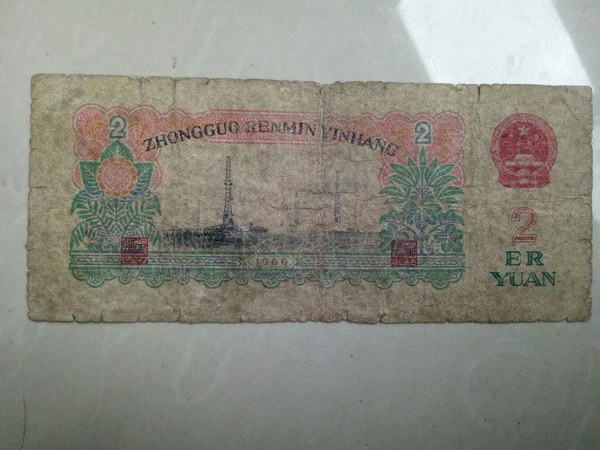 2
2
ZHONGGUO RENMIN YINHANG
2
ER
YUAN
1960